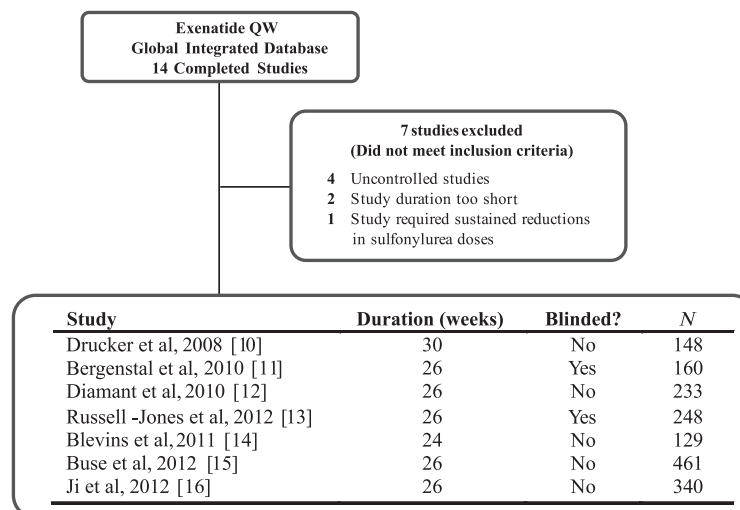 Exenatide QW
Global Integrated Database
14 Completed Studies
7 studies excluded
(Did not meet inclusion criteria)
4 Uncontrolled studies
2 Study duration too short
1 Study required sustained reductions
in sulfonylurea doses
Study Duration (weeks) Blinded? N
Drucker et al, 2008 [10] 30 No 148
Bergenstal et al, 2010 [11] 26 Yes 160
Diamant et al, 2010 [12] 26 No 233
Russell -Jones et al, 2012 [13] 26 Yes 248
Blevins et al, 2011 [14] 24 No 129
Buse et al, 2012 [15] 26 No 461
Ji et al, 2012 [16] 26 No 340